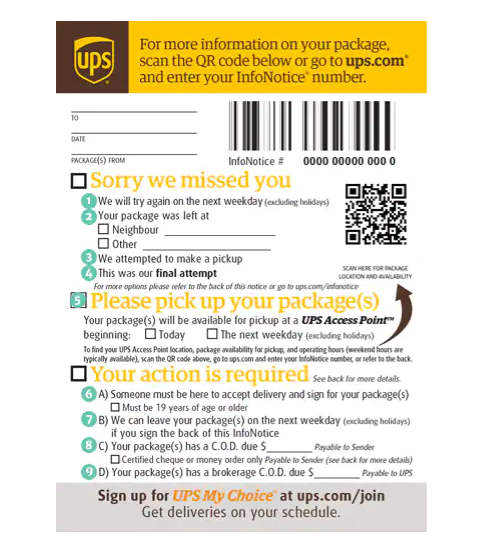 ups
For more information on your package,
scan the QR code below or go to ups.com®
and enter your InfoNotice® number.
TO
DATE
PACKAGE(S) FROM
InfoNotice # 0000 00000 000 0
Sorry we missed you
1 We will try again on the next weekday (excluding holidays)
2 Your package was left at
Neighbour
Other
3 We attempted to make a pickup
4 This was our final attempt
For more options please refer to the back of this notice or go to ups.com/infonotice
SCAN HERE FOR PACKAGE
LOCATION AND AVAILABILITY
5 Please pick up your package(s)
Your package(s) will be available for pickup at a UPS Access Point™
beginning: Today The next weekday (excluding holidays)
To find your UPS Access Point location, package availability for pickup, and operating hours (weekend hours are
typically available), scan the QR code above, go to ups.com and enter your InfoNotice number, or refer to the back.
Your action is required See back for more details.
6 A) Someone must be here to accept delivery and sign for your package(s)
Must be 19 years of age or older
7 B) We can leave your package(s) on the next weekday (excluding holidays)
if you sign the back of this InfoNotice
8 C) Your package(s) has a C.O.D. due $ Payable to Sender
Certified cheque or money order only Payable to Sender (see back for more details)
9 D) Your package(s) has a brokerage C.O.D. due $ Payable to UPS
Sign up for UPS My Choice® at ups.com/join
Get deliveries on your schedule.